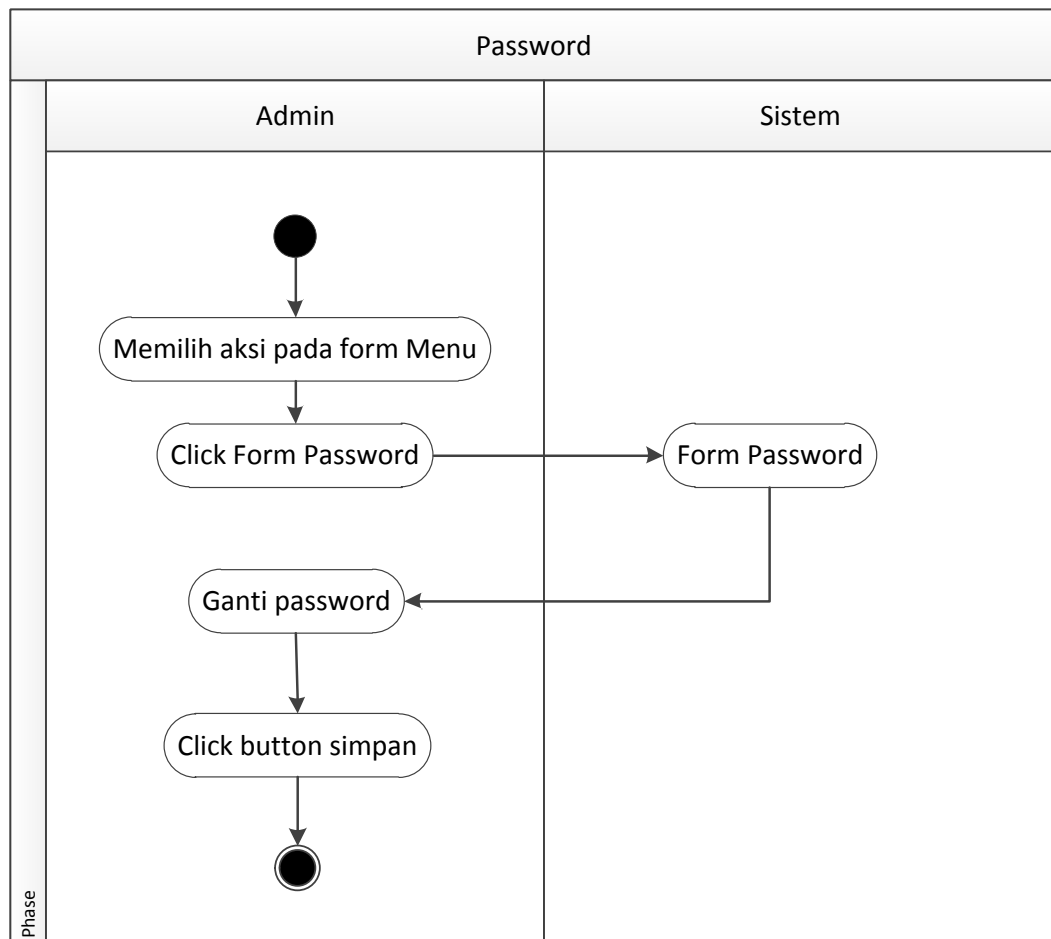 Password
Admin
Sistem
Memilih aksi pada form Menu
Click Form Password
Form Password
Ganti password
Click button simpan
Phase